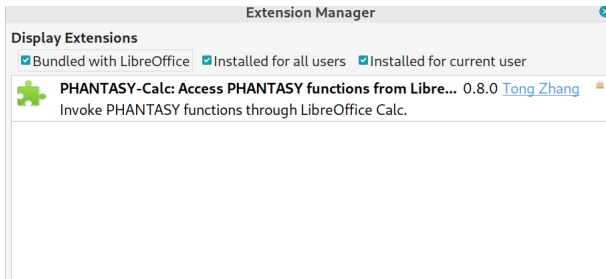 Extension Manager
Display Extensions
Bundled with LibreOffice Installed for all users Installed for current user
PHANTASY-Calc: Access PHANTASY functions from Libre... 0.8.0 Tong Zhang
Invoke PHANTASY functions through LibreOffice Calc.